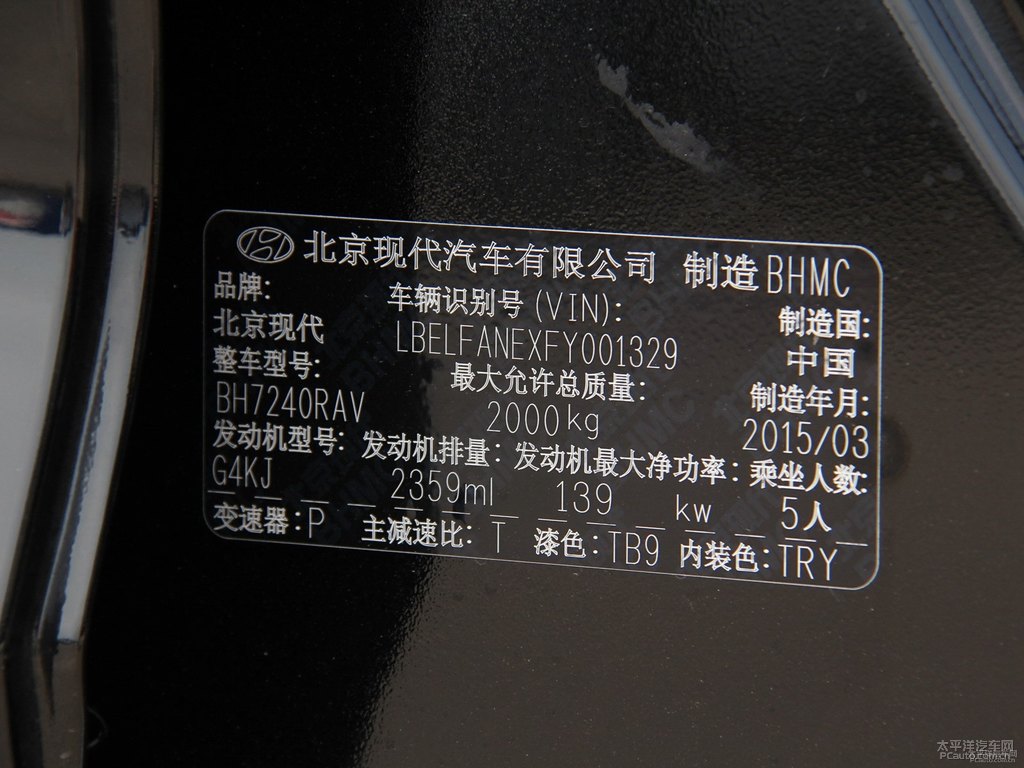 北京现代汽车有限公司 制造 BHMC
品牌: 车辆识别号 (VIN): 制造国:
北京现代 LBELFANEXFY001329 中国
整车型号: 最大允许总质量: 制造年月:
BH7240RAV 2000kg 2015/03
发动机型号: 发动机排量: 发动机最大净功率: 乘坐人数:
G4KJ 2359ml 139 kw 5人
变速器: P 主减速比: T 漆色: TB9 内装色: TRY
太平洋汽车网
PCauto.com.cn